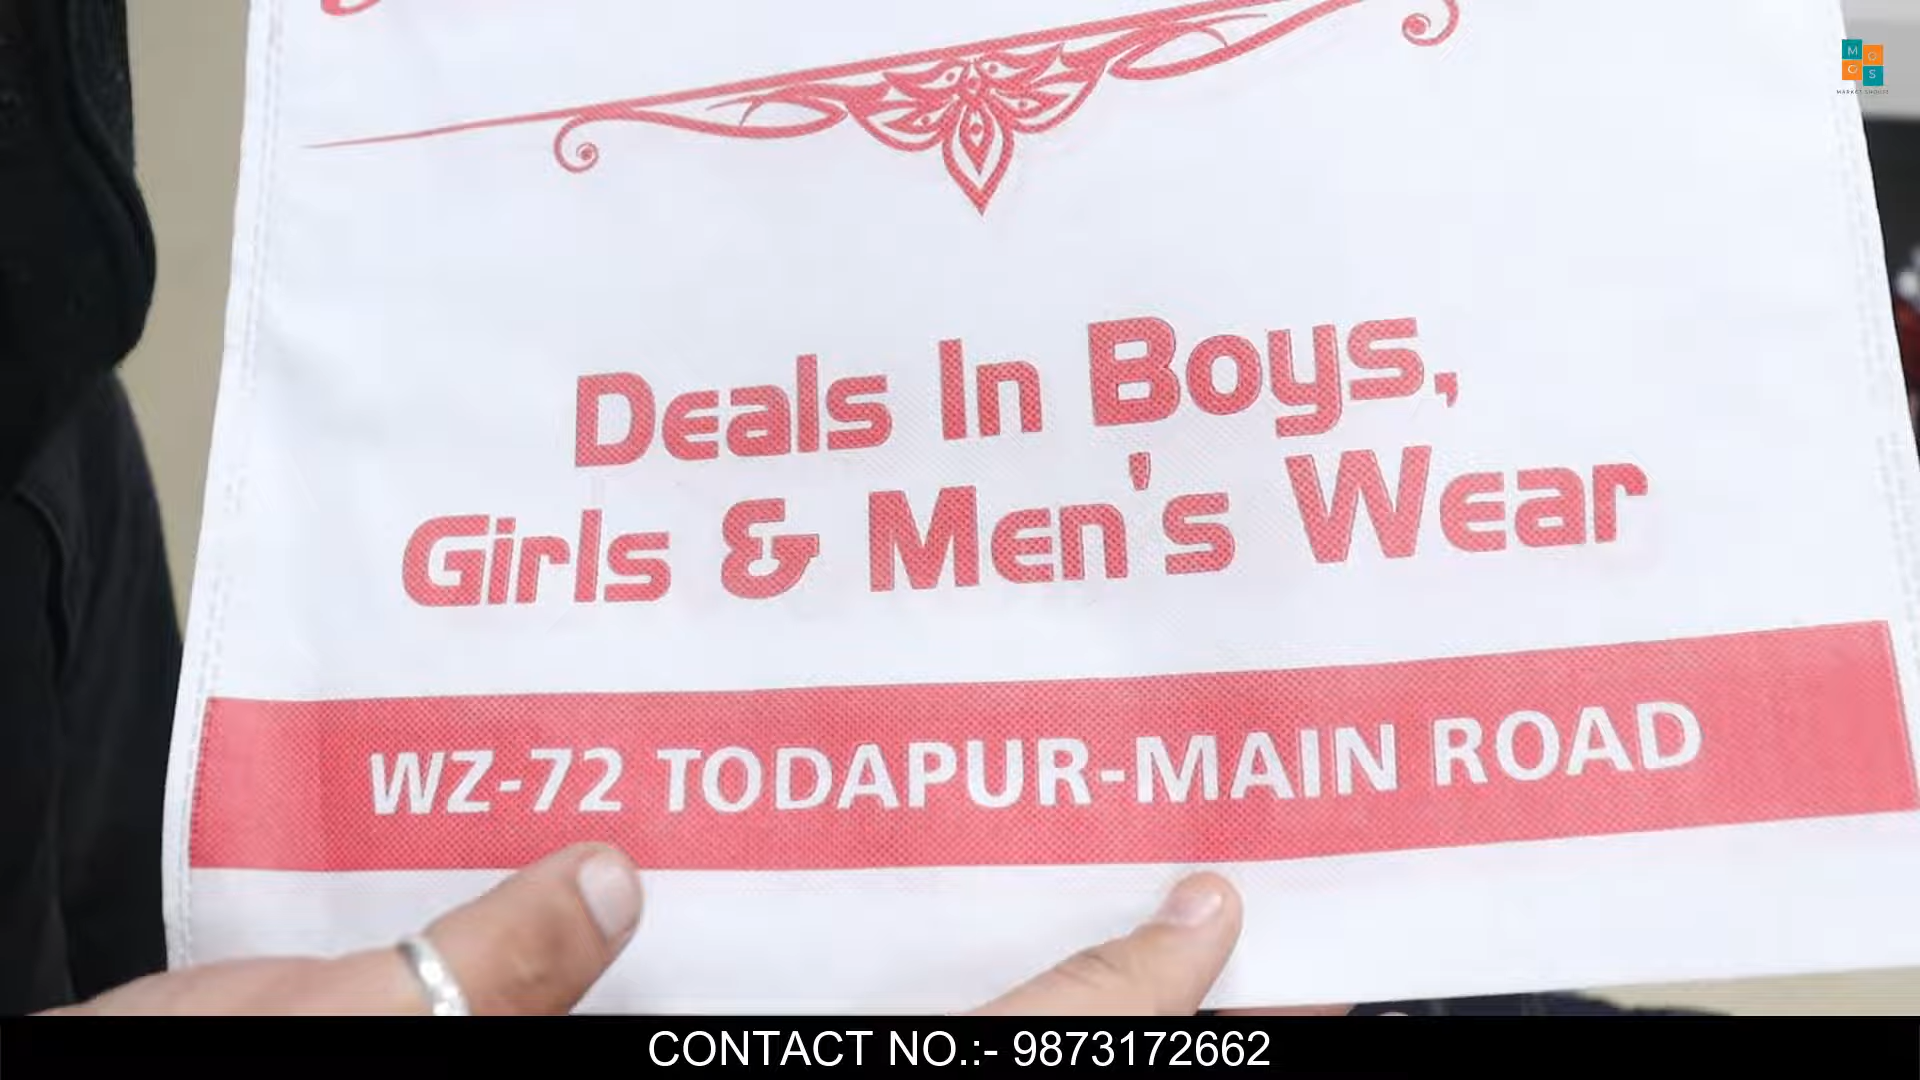 M O
G S
Deals In Boys,
Girls & Men's Wear
WZ-72 TODAPUR-MAIN ROAD
CONTACT NO.:- 9873172662